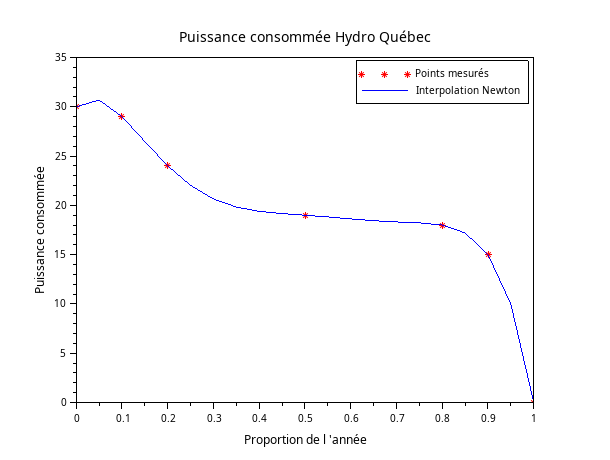 Puissance consommée Hydro Québec
Points mesurés
Interpolation Newton
Puissance consommée
35
30
25
20
15
10
5
0
0 0.1 0.2 0.3 0.4 0.5 0.6 0.7 0.8 0.9 1
Proportion de l 'année